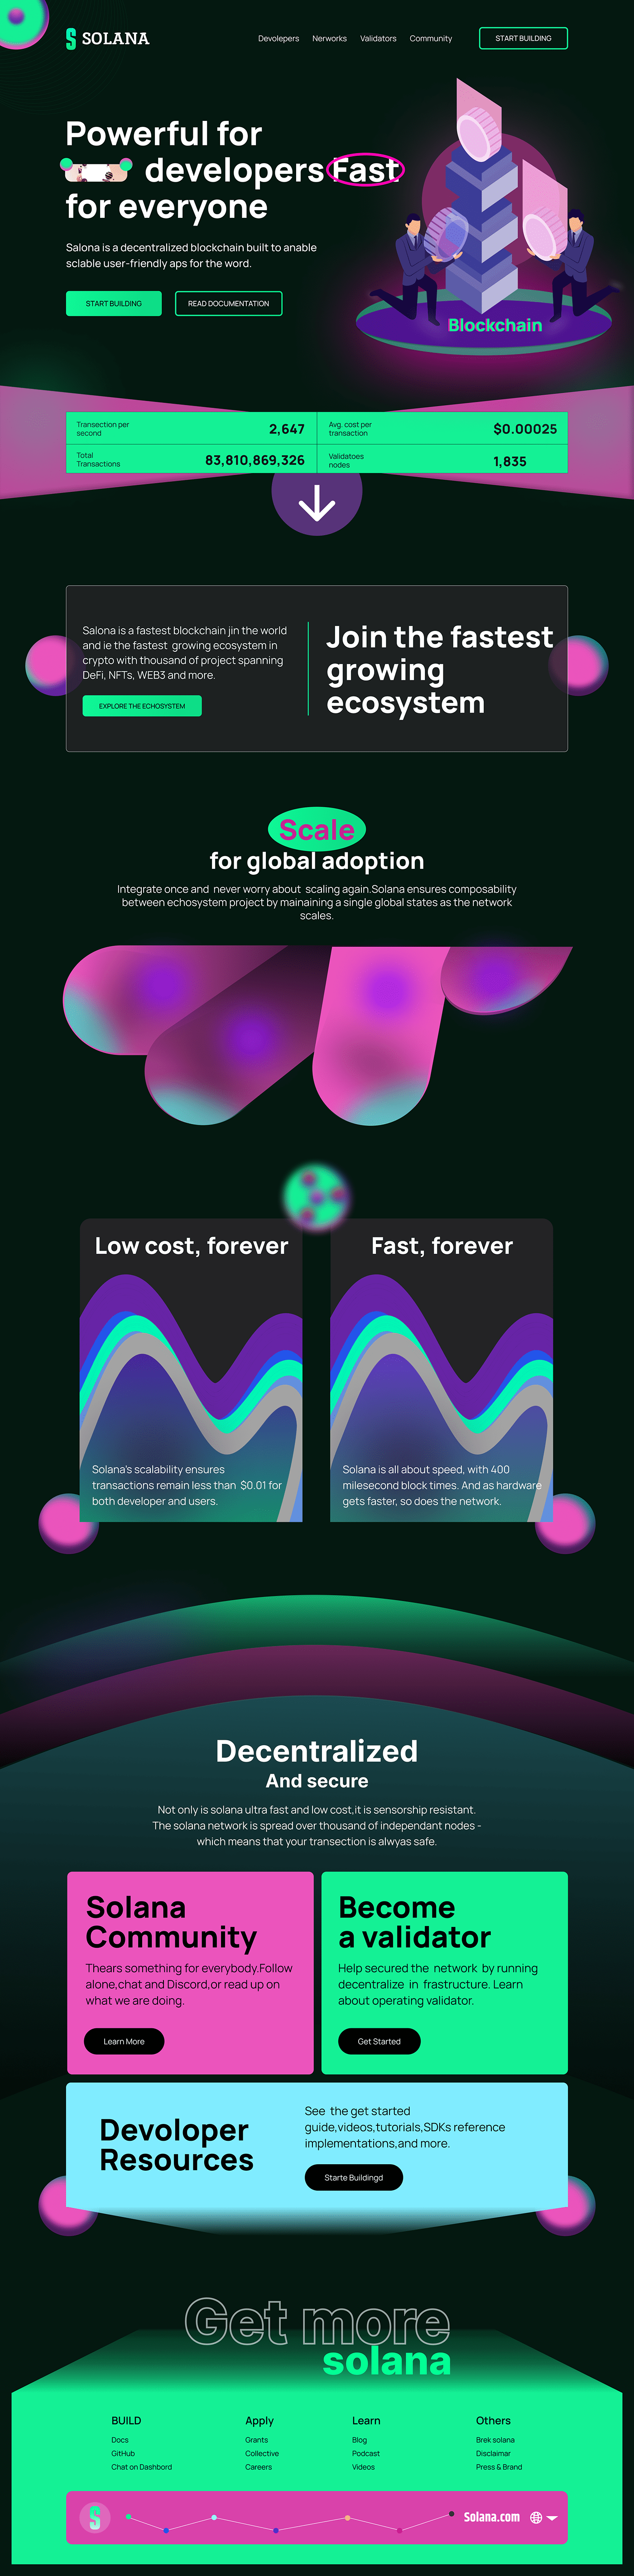 SOLANA
Devolepers Nerworks Validators Community START BUILDING
Powerful for
developers Fast
for everyone
Salona is a decentralized blockchain built to anable
sclable user-friendly aps for the word.
START BUILDING READ DOCUMENTATION
Blockchain
Transection per
second
2,647
Avg. cost per
transaction
$0.00025
Total
Transactions
83,810,869,326
Validatoes
nodes
1,835
Salona is a fastest blockchain jin the world
and ie the fastest growing ecosystem in
crypto with thousand of project spanning
DeFi, NFTs, WEB3 and more.
EXPLORE THE ECHOSYSTEM
Join the fastest
growing
ecosystem
Scale
for global adoption
Integrate once and never worry about scaling again.Solana ensures composability
between echosystem project by mainaining a single global states as the network
scales.
Low cost, forever
Solana's scalability ensures
transactions remain less than $0.01 for
both developer and users.
Fast, forever
Solana is all about speed, with 400
milesecond block times. And as hardware
gets faster, so does the network.
Decentralized
And secure
Not only is solana ultra fast and low cost,it is sensorship resistant.
The solana network is spread over thousand of independant nodes -
which means that your transection is alwyas safe.
Solana
Community
Thears something for everybody.Follow
alone,chat and Discord,or read up on
what we are doing.
Learn More
Become
a validator
Help secured the network by running
decentralize in frastructure. Learn
about operating validator.
Get Started
Devoloper
Resources
See the get started
guide,videos,tutorials,SDKs reference
implementations,and more.
Starte Buildingd
Get more
solana
BUILD
Docs
GitHub
Chat on Dashbord
Apply
Grants
Collective
Careers
Learn
Blog
Podcast
Videos
Others
Brek solana
Disclaimar
Press & Brand
Solana.com